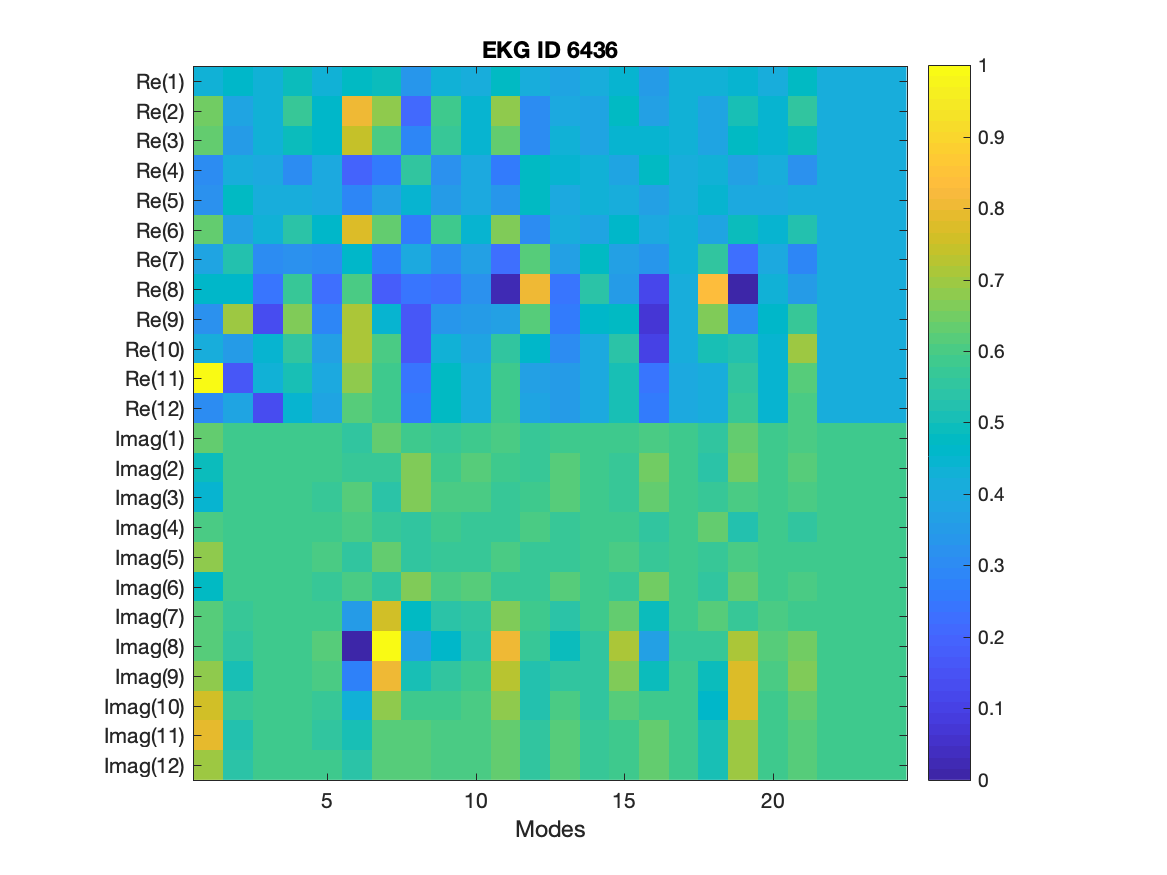 EKG ID 6436
Re(1)
Re(2)
Re(3)
Re(4)
Re(5)
Re(6)
Re(7)
Re(8)
Re(9)
Re(10)
Re(11)
Re(12)
Imag(1)
Imag(2)
Imag(3)
Imag(4)
Imag(5)
Imag(6)
Imag(7)
Imag(8)
Imag(9)
Imag(10)
Imag(11)
Imag(12)
5 10 15 20
Modes
1
0.9
0.8
0.7
0.6
0.5
0.4
0.3
0.2
0.1
0